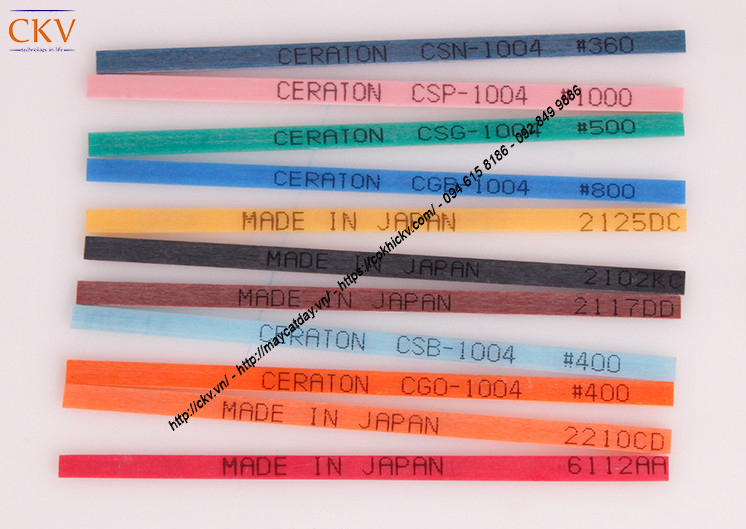 CKV
technology in life
CERATON CSN-1004 #360
CERATON CSP-1004 #1000
CERATON CSG-1004 #500
CERATON CGB-1004 #800
MADE IN JAPAN 2125DC
MADE IN JAPAN 2102KC
MADE IN JAPAN 2117DD
CERATON CSB-1004 #400
CERATON CGO-1004 #400
MADE IN JAPAN 2210CD
MADE IN JAPAN 6112AA
http://ckv.vn/ - http://maycatday.vn/ - https://cokhickv.com/ - 094 615 8186 - 092 849 9866